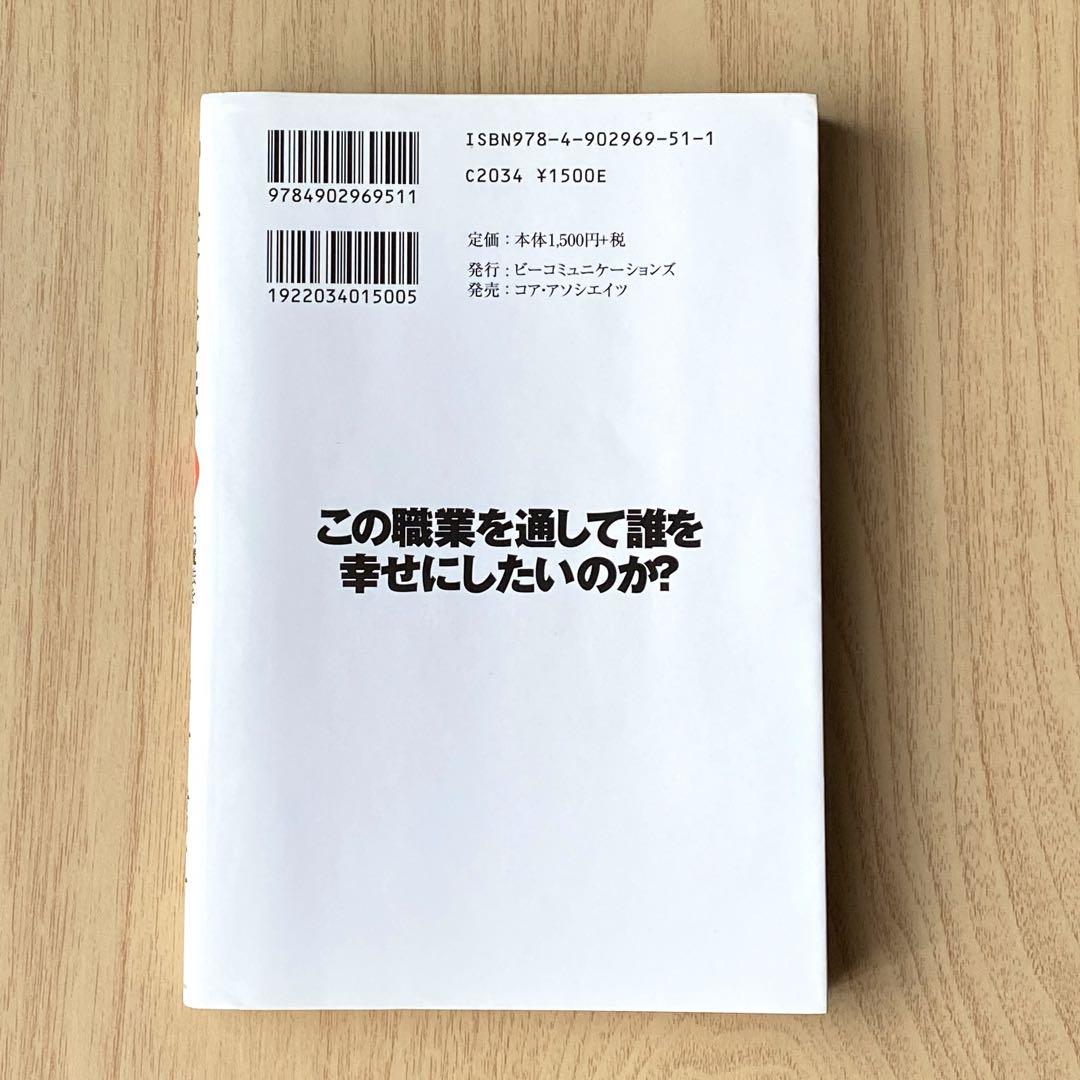 ISBN978-4-902969-51-1
9784902969511
C2034 ¥1500E
定価：本体1,500円+税
1922034015005
発行：ビーコミュニケーションズ
発売：コア・アソシエイツ
この職業を通して誰を
幸せにしたいのか?